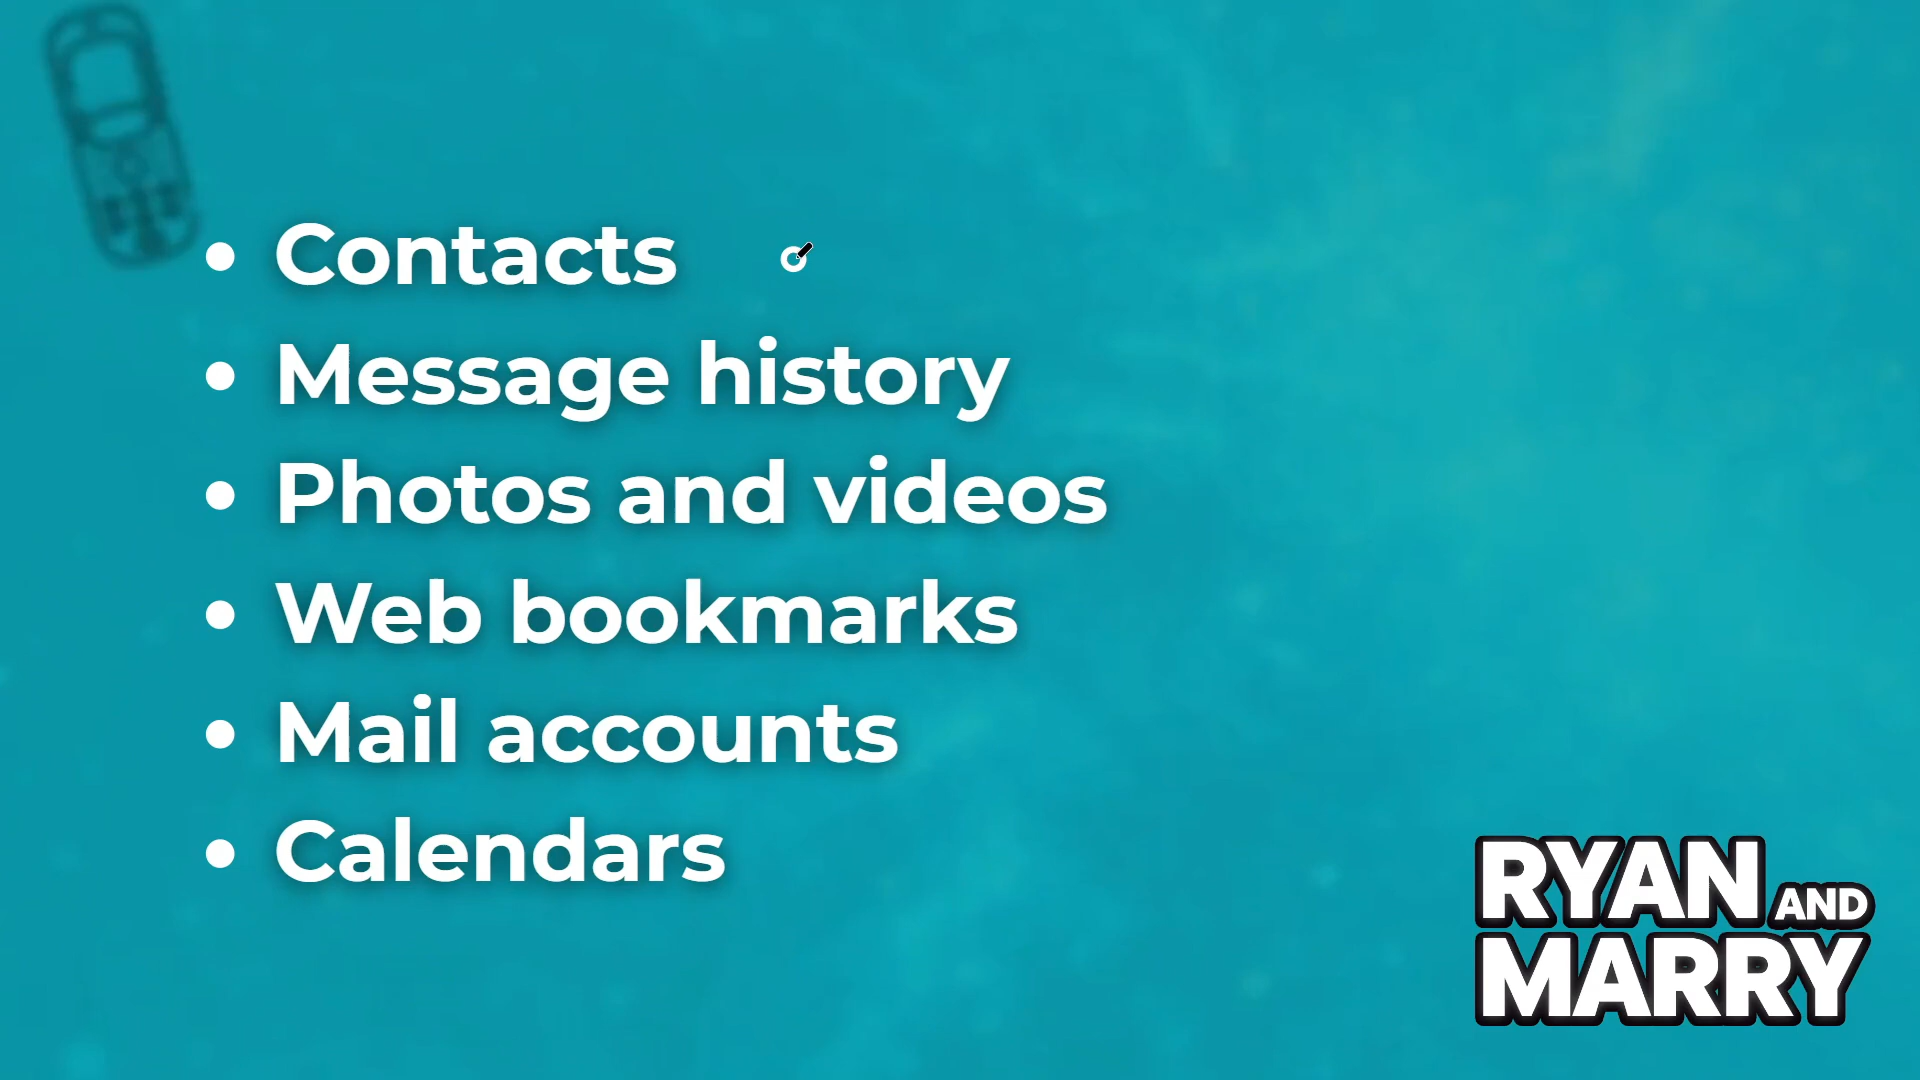 • Contacts
• Message history
• Photos and videos
• Web bookmarks
• Mail accounts
• Calendars
RYAN AND
MARRY